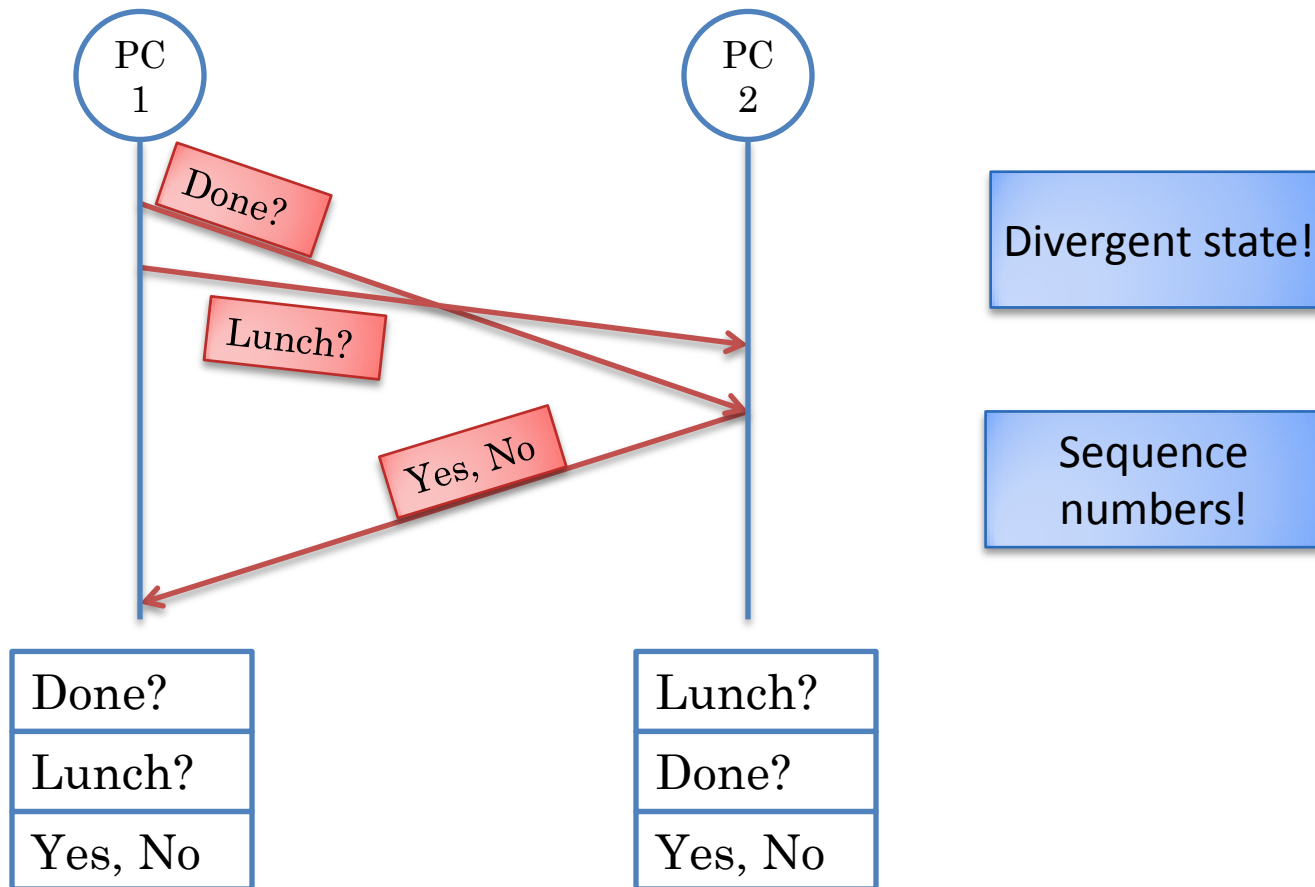 PC
1
PC
2
Done?
Lunch?
Yes, No
Divergent state!
Sequence
numbers!
Done?
Lunch?
Yes, No
Lunch?
Done?
Yes, No